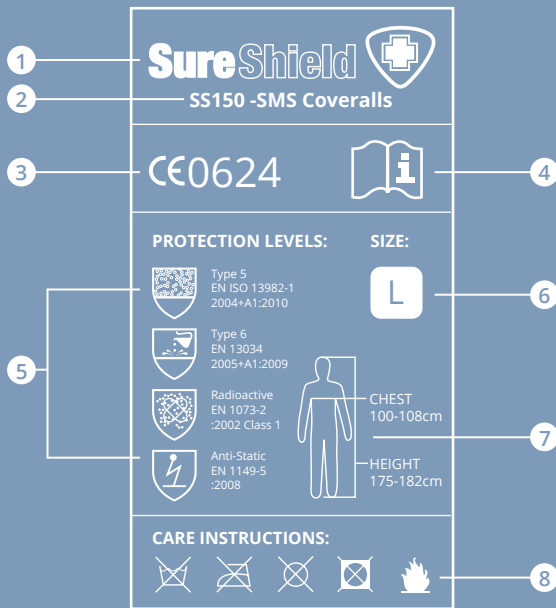 1
SureShield
2
SS150 -SMS Coveralls
3
CE0624
i
4
PROTECTION LEVELS:
SIZE:
Type 5
EN ISO 13982-1
2004+A1:2010
L
6
Type 6
EN 13034
2005+A1:2009
5
Radioactive
EN 1073-2
:2002 Class 1
CHEST
100-108cm
7
Anti-Static
EN 1149-5
:2008
HEIGHT
175-182cm
CARE INSTRUCTIONS:
8